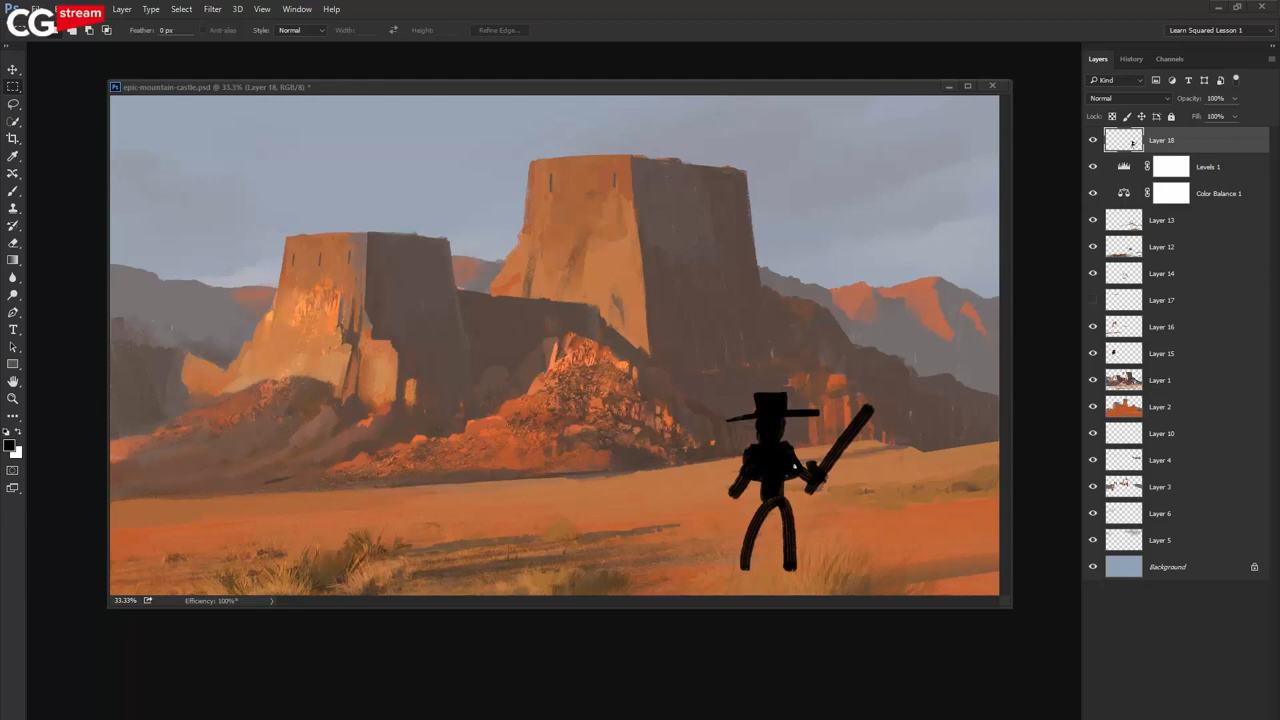 Ps
CG stream
Layer Type Select Filter 3D View Window Help
Feather: 0 px Anti-alias Style: Normal Width: Height: Refine Edge... Learn Squared Lesson 1
Ps epic-mountain-castle.psd @ 33.3% (Layer 18, RGB/8) *
Layers History Channels
Kind
Normal Opacity: 100%
Lock: Fill: 100%
Layer 18
Levels 1
Color Balance 1
Layer 13
Layer 12
Layer 14
Layer 17
Layer 16
Layer 15
Layer 1
Layer 2
Layer 10
Layer 4
Layer 3
Layer 6
Layer 5
Background
33.33% Efficiency: 100%*